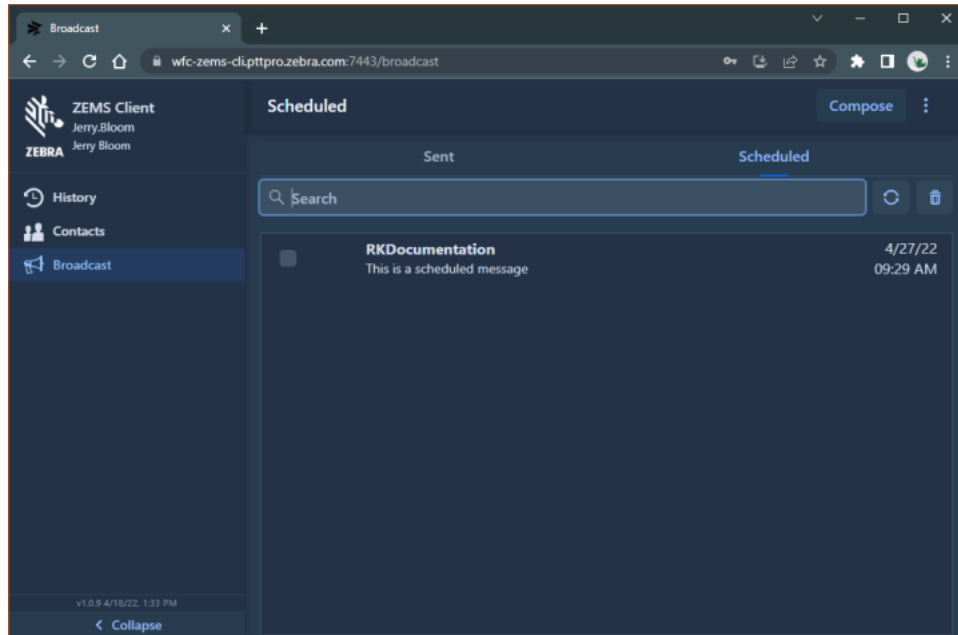 Broadcast
wfc-zems-cli.pttpro.zebra.com:7443/broadcast
ZEBRA
ZEMS Client
Jerry.Bloom
Jerry Bloom
History
Contacts
Broadcast
v1.0.9 4/18/22, 1:33 PM
Collapse
Scheduled
Compose
Sent
Scheduled
Search
RKDocumentation
4/27/22
This is a scheduled message
09:29 AM